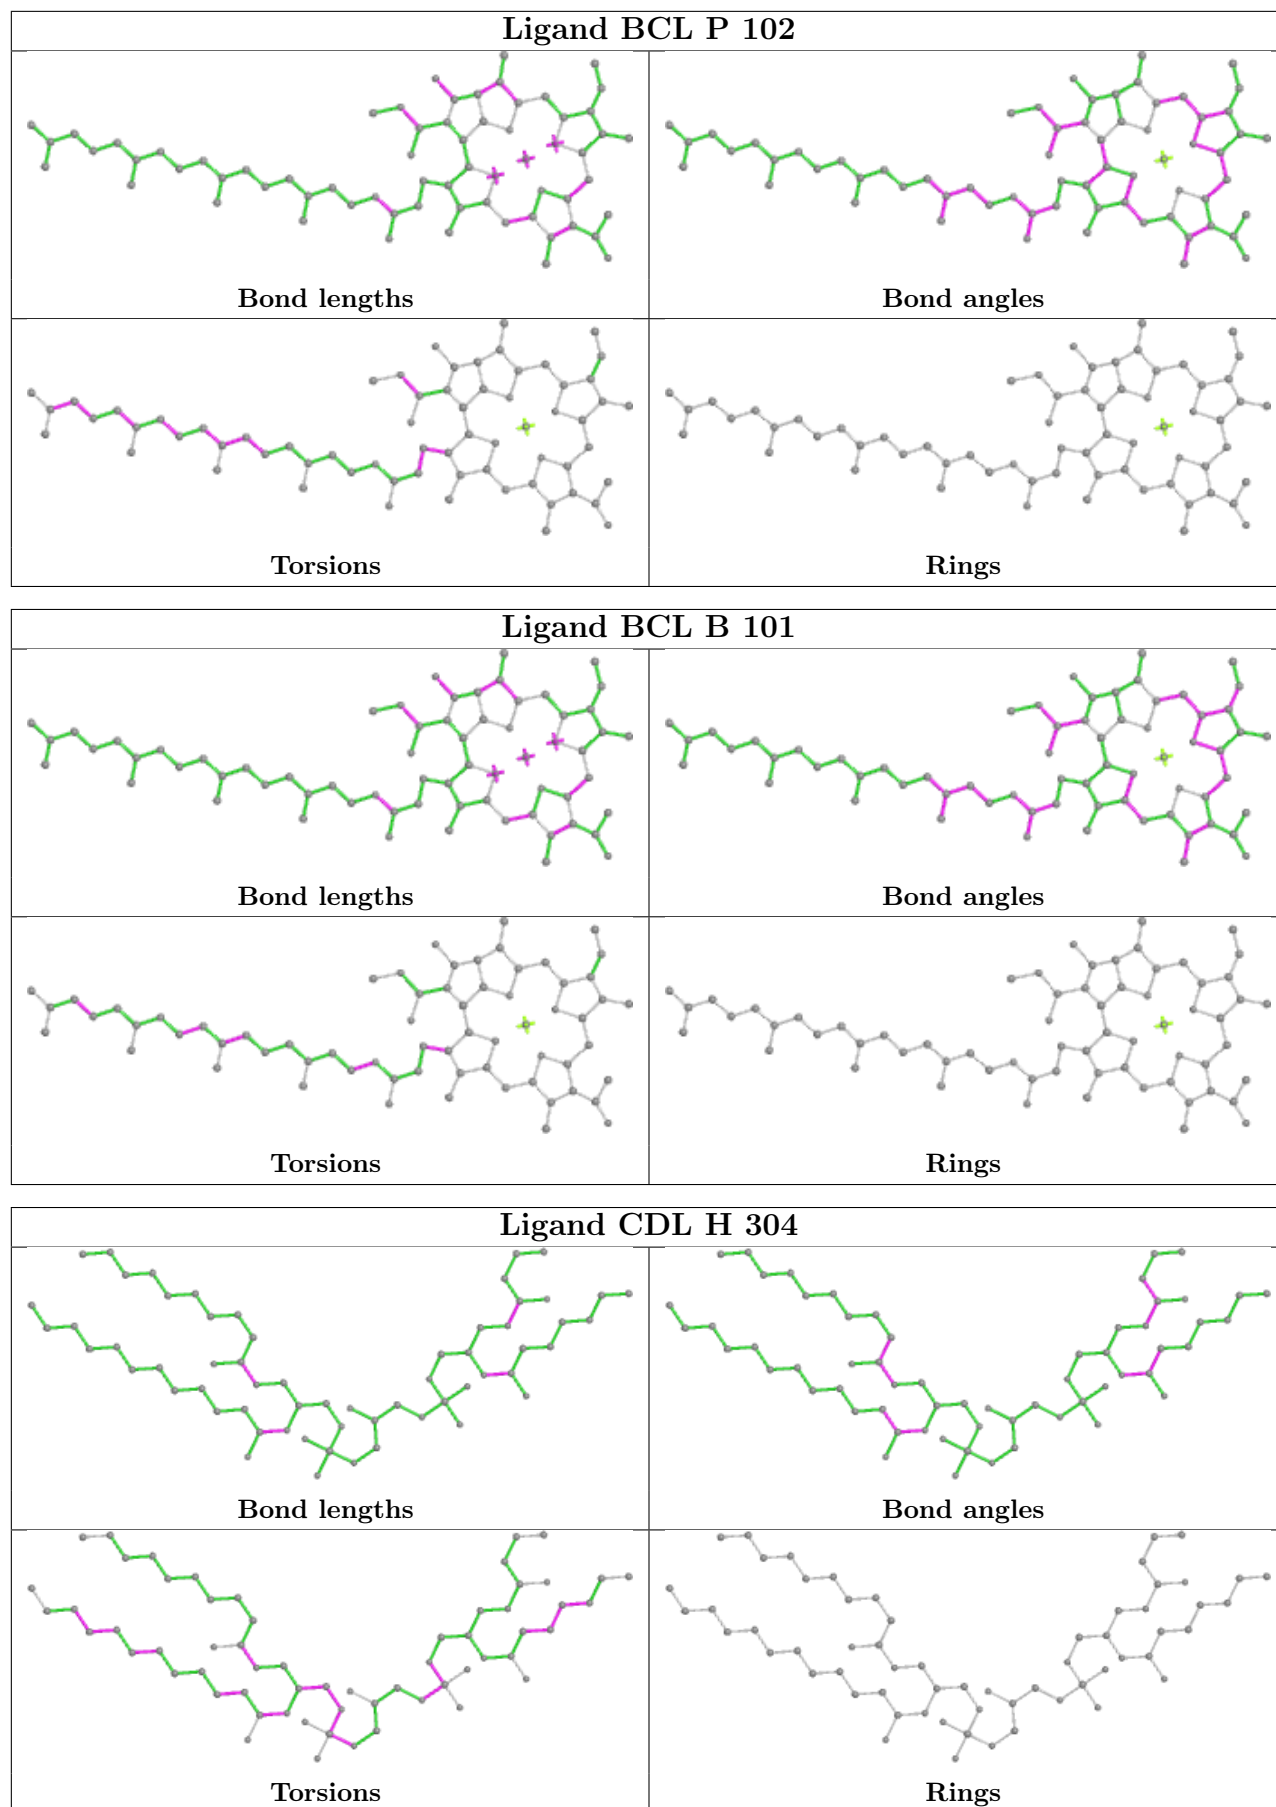 Ligand BCL P 102
Bond lengths
Bond angles
Torsions
Rings
Ligand BCL B 101
Bond lengths
Bond angles
Torsions
Rings
Ligand CDL H 304
Bond lengths
Bond angles
Torsions
Rings